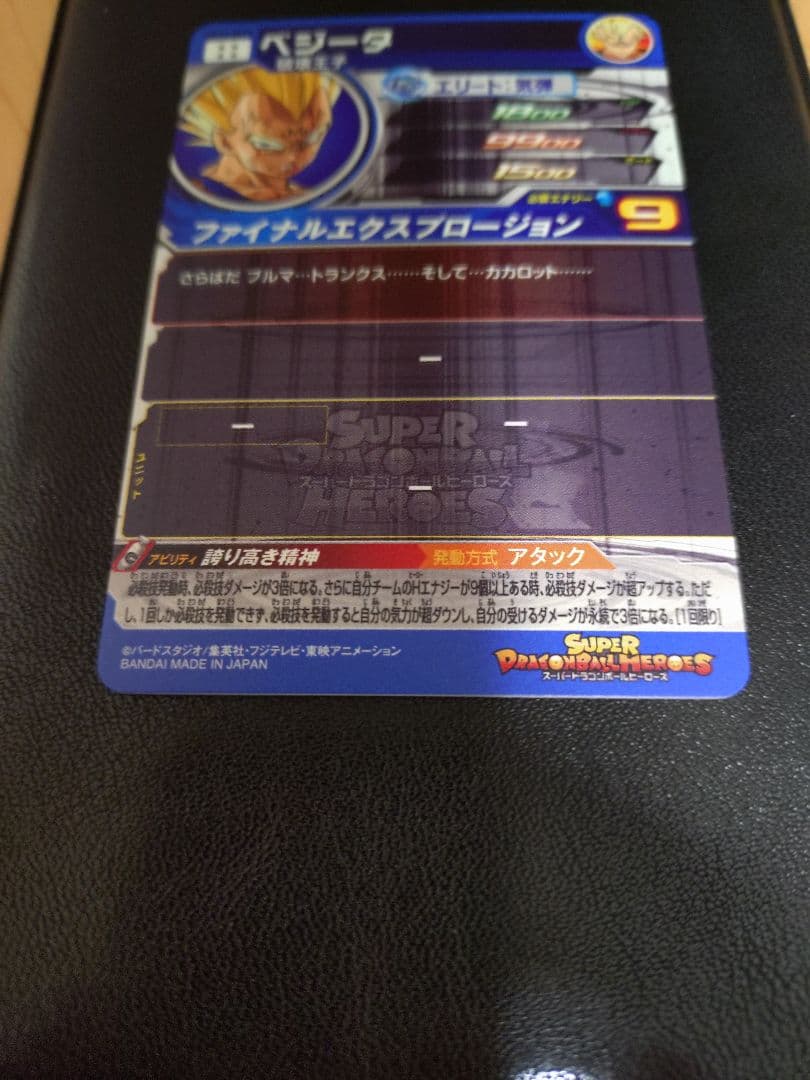 ベジータ
エリート:気弾
1800
9900
1500
必要エナジー 9
ファイナルエクスプロージョン
さらばだ ブルマ…トランクス……そして…カカロット……
－
－
－
SUPER
DRAGONBALL
スーパードラゴンボールヒーローズ
HEROES
－
ユニット
アビリティ 誇り高き精神 発動方式 アタック
必殺技発動時、必殺技ダメージが3倍になる。さらに自分チームのHエナジーが9個以上ある時、必殺技ダメージが超アップする。ただ
し、1回しか必殺技を発動できず、必殺技を発動すると自分の気力が超ダウンし、自分の受けるダメージが永続で3倍になる。[1回限り]
©バードスタジオ/集英社・フジテレビ・東映アニメーション
BANDAI MADE IN JAPAN
SUPER
DRAGONBALL HEROES
スーパードラゴンボールヒーローズ